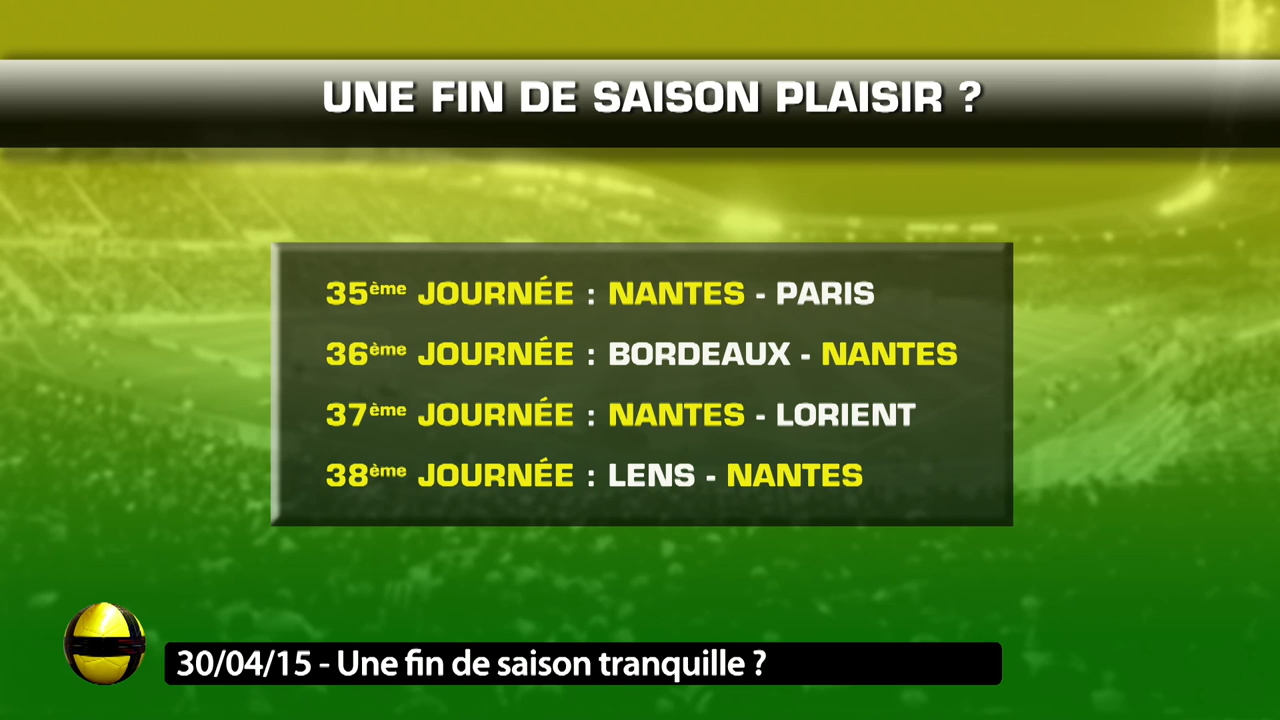 UNE FIN DE SAISON PLAISIR ?
35ème JOURNÉE : NANTES - PARIS
36ème JOURNÉE : BORDEAUX - NANTES
37ème JOURNÉE : NANTES - LORIENT
38ème JOURNÉE : LENS - NANTES
30/04/15 - Une fin de saison tranquille ?